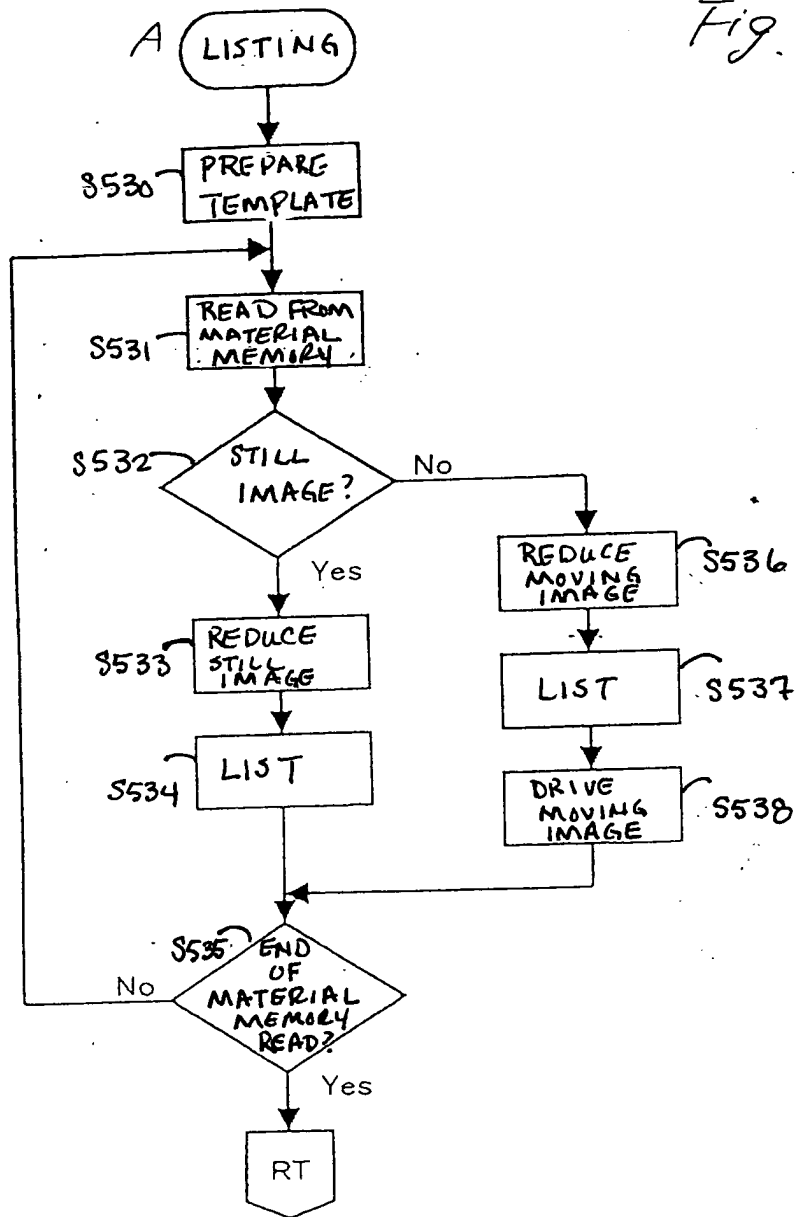 A
LISTING
Fig.
S530
PREPARE
TEMPLATE
S531
READ FROM
MATERIAL
MEMORY
S532
STILL
IMAGE?
No
Yes
S533
REDUCE
STILL
IMAGE
S534
LIST
REDUCE
MOVING
IMAGE
S536
LIST
S537
DRIVE
MOVING
IMAGE
S538
S535
END
OF
MATERIAL
MEMORY
READ?
No
Yes
RT